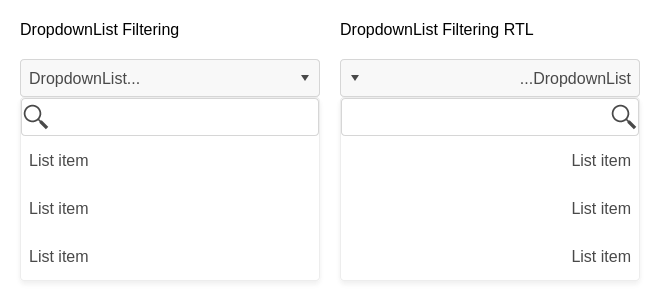 DropdownList Filtering
DropdownList...
List item
List item
List item
DropdownList Filtering RTL
...DropdownList
List item
List item
List item